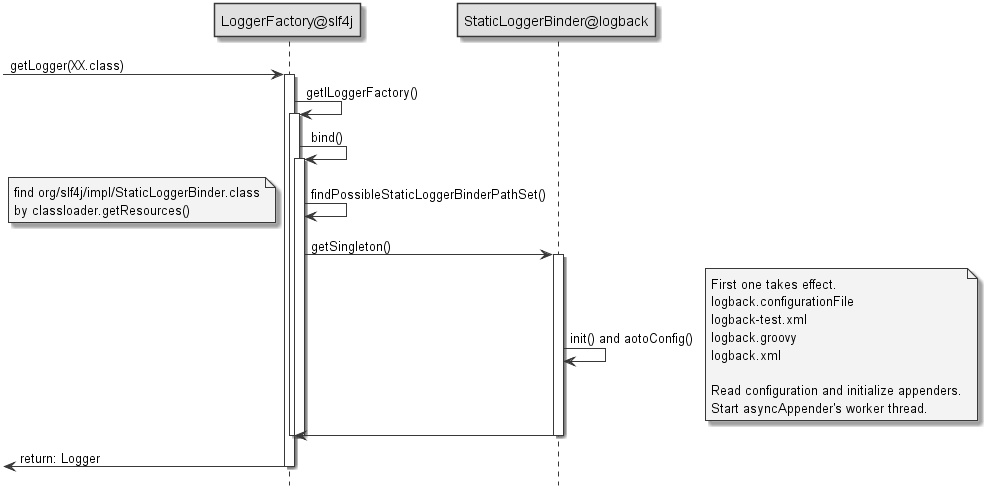 LoggerFactory@slf4j
StaticLoggerBinder@logback
getLogger(XX.class)
getILoggerFactory()
bind()
find org/slf4j/impl/StaticLoggerBinder.class
by classloader.getResources()
findPossibleStaticLoggerBinderPathSet()
getSingleton()
First one takes effect.
logback.configurationFile
logback-test.xml
logback.groovy
logback.xml
Read configuration and initialize appenders.
Start asyncAppender's worker thread.
init() and aotoConfig()
return: Logger